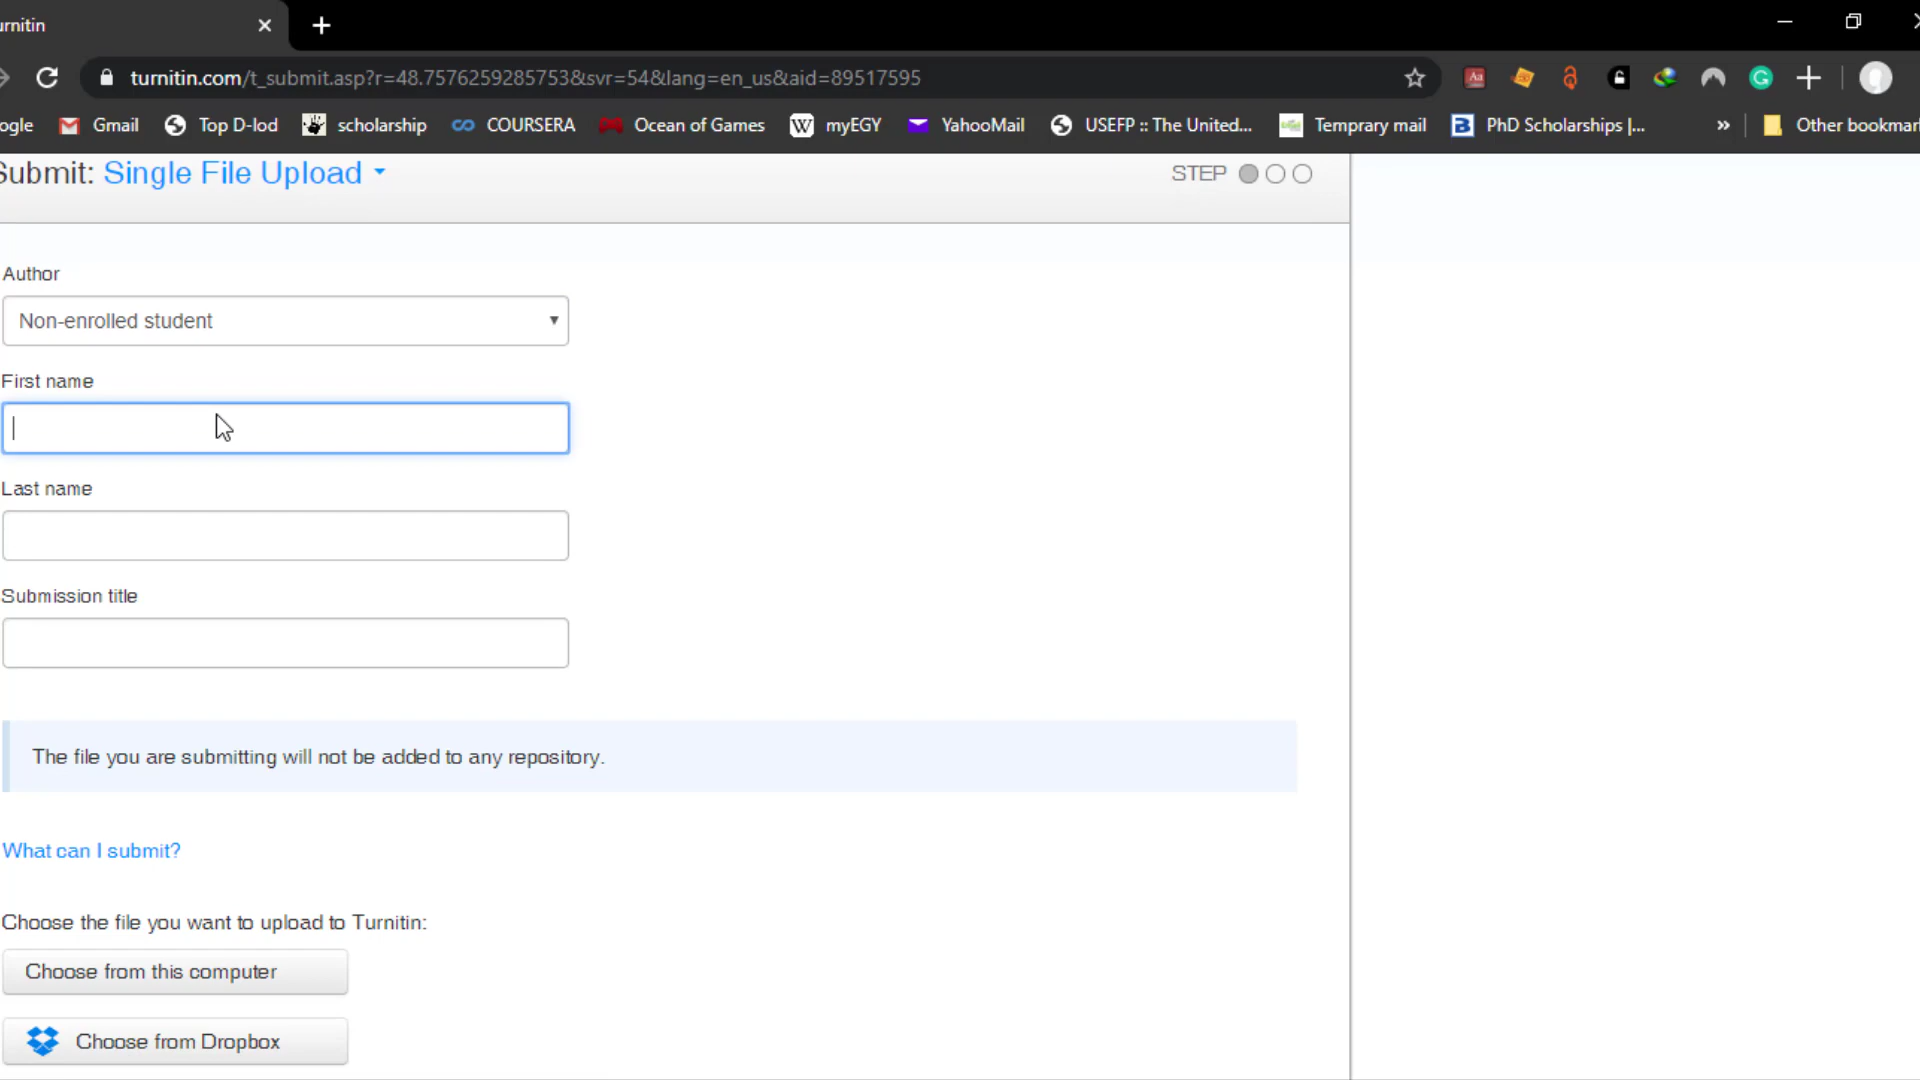 urnitin
turnitin.com/t_submit.asp?r=48.7576259285753&svr=54&lang=en_us&aid=89517595
ogle Gmail Top D-lod scholarship COURSERA Ocean of Games myEGY YahooMail USEFP :: The United... Temprary mail PhD Scholarships |... » Other bookmar
Submit: Single File Upload STEP
Author
Non-enrolled student
First name
Last name
Submission title
The file you are submitting will not be added to any repository.
What can I submit?
Choose the file you want to upload to Turnitin:
Choose from this computer
Choose from Dropbox